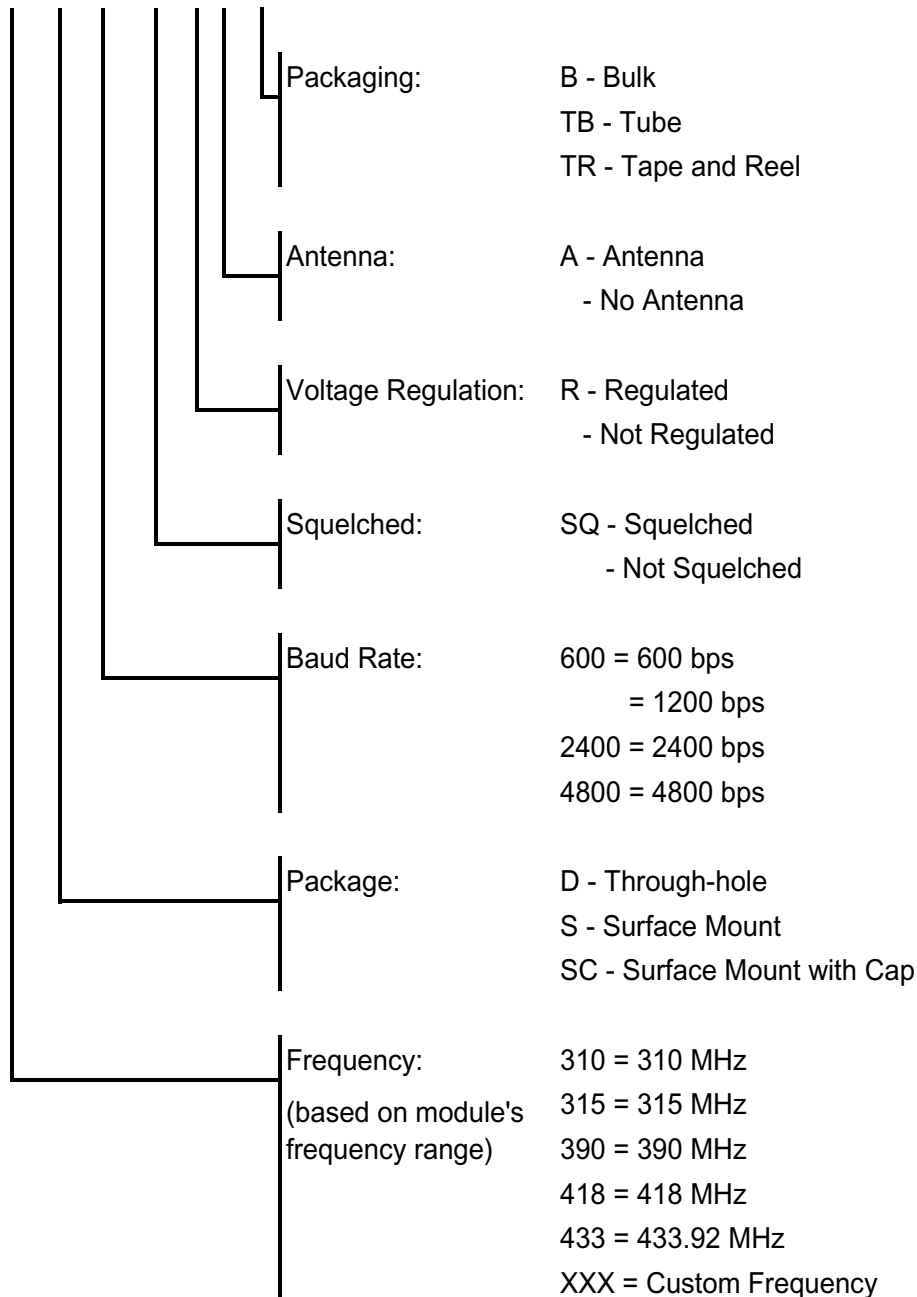 Packaging: B - Bulk
TB - Tube
TR - Tape and Reel
Antenna: A - Antenna
- No Antenna
Voltage Regulation: R - Regulated
- Not Regulated
Squelched: SQ - Squelched
- Not Squelched
Baud Rate: 600 = 600 bps
= 1200 bps
2400 = 2400 bps
4800 = 4800 bps
Package: D - Through-hole
S - Surface Mount
SC - Surface Mount with Cap
Frequency: 310 = 310 MHz
(based on module's 315 = 315 MHz
frequency range) 390 = 390 MHz
418 = 418 MHz
433 = 433.92 MHz
XXX = Custom Frequency